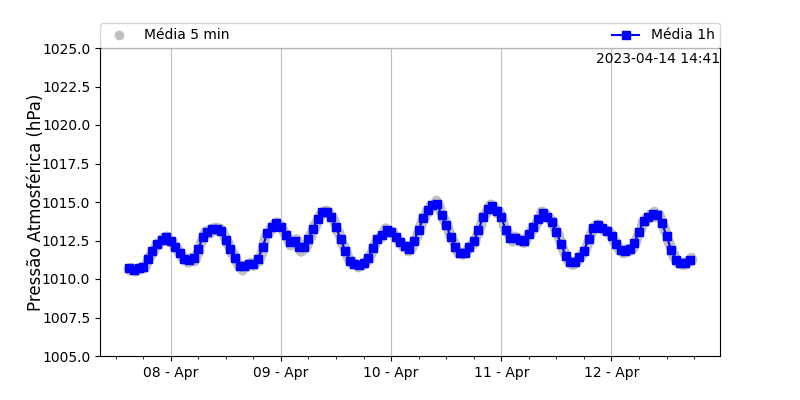 Média 5 min
Média 1h
2023-04-14 14:41
Pressão Atmosférica (hPa)
1025.0
1022.5
1020.0
1017.5
1015.0
1012.5
1010.0
1007.5
1005.0
08 - Apr
09 - Apr
10 - Apr
11 - Apr
12 - Apr